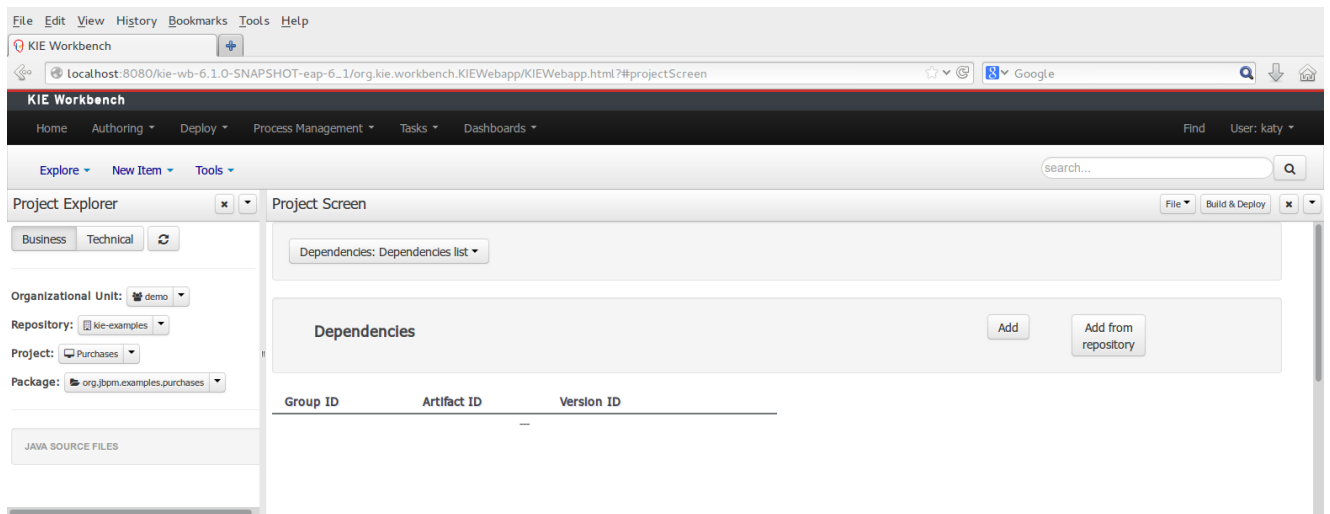 File Edit View History Bookmarks Tools Help
KIE Workbench
localhost:8080/kie-wb-6.1.0-SNAPSHOT-eap-6_1/org.kie.workbench.KIEWebapp/KIEWebapp.html?#projectScreen
Google
KIE Workbench
Home Authoring Deploy Process Management Tasks Dashboards Find User: katy
Explore New Item Tools search...
Project Explorer Project Screen File Build & Deploy
Business Technical
Dependencies: Dependencies list
Organizational Unit: demo
Repository: kie-examples
Project: Purchases
Package: org.jbpm.examples.purchases
Dependencies Add Add from
repository
Group ID Artifact ID Version ID
---
JAVA SOURCE FILES